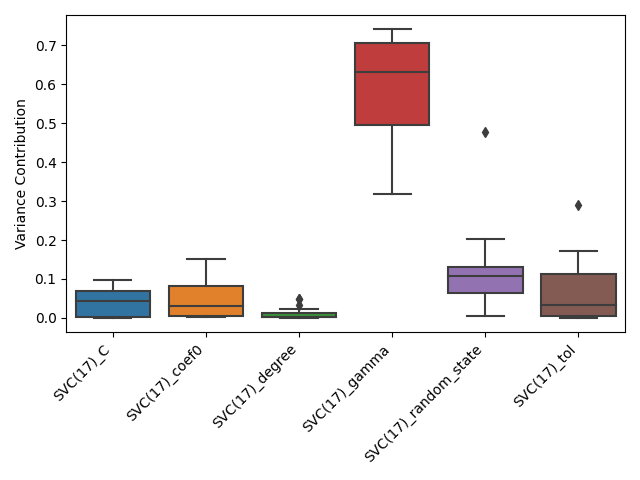 0.7
0.6
0.5
0.4
0.3
0.2
0.1
0.0
Variance Contribution
SVC(17)_C
SVC(17)_coef0
SVC(17)_degree
SVC(17)_gamma
SVC(17)_random_state
SVC(17)_tol